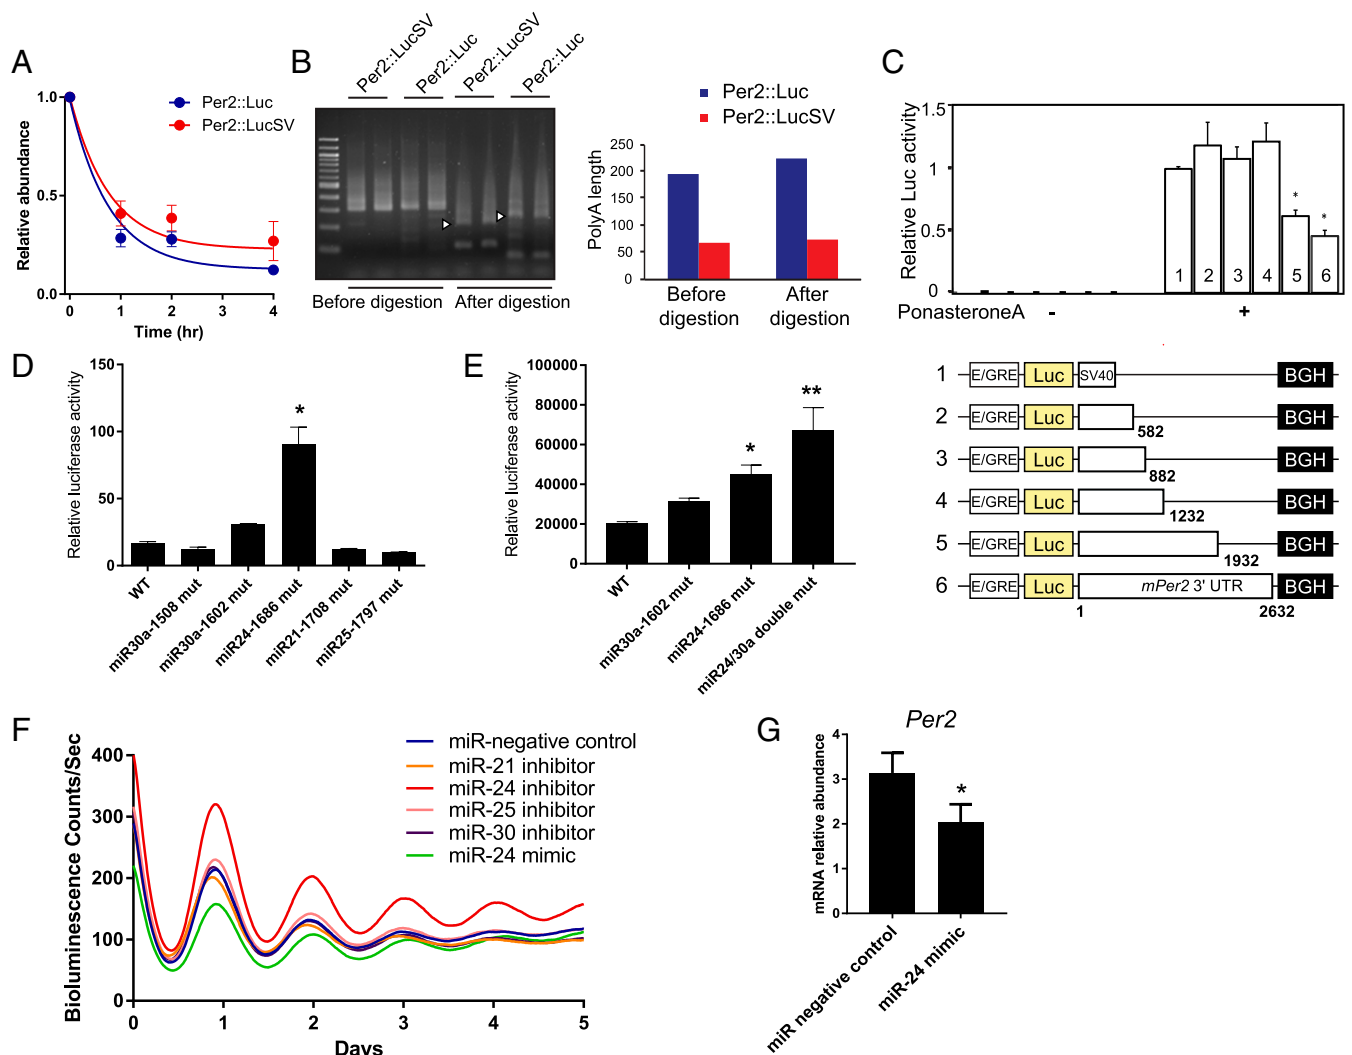 A
Relative abundance
1.0
0.5
0.0
0
1
2
4
Time (hr)
Per2::Luc
Per2::LucSV
B
Per2::LucSV
Per2::Luc
Per2::LucSV
Per2::Luc
Before digestion
After digestion
Per2::Luc
Per2::LucSV
PolyA length
250
200
150
100
50
0
Before digestion
After digestion
C
Relative Luc activity
1.5
1
0.5
0
*
*
1
2
3
4
5
6
PonasteroneA
-
+
1 E/GRE Luc SV40 BGH
2 E/GRE Luc BGH
582
3 E/GRE Luc BGH
882
4 E/GRE Luc BGH
1232
5 E/GRE Luc BGH
1932
6 E/GRE Luc mPer2 3' UTR BGH
1
2632
D
Relative luciferase activity
150
100
50
0
*
WT
miR30a-1508 mut
miR30a-1602 mut
miR24-1686 mut
miR21-1708 mut
miR25-1797 mut
E
Relative luciferase activity
100000
80000
60000
40000
20000
0
*
**
WT
miR30a-1602 mut
miR24-1686 mut
miR24/30a double mut
F
Bioluminescence Counts/Sec
400
300
200
100
0
0
1
2
3
4
5
Days
miR-negative control
miR-21 inhibitor
miR-24 inhibitor
miR-25 inhibitor
miR-30 inhibitor
miR-24 mimic
G
Per2
mRNA relative abundance
4
3
2
1
0
*
miR negative control
miR-24 mimic